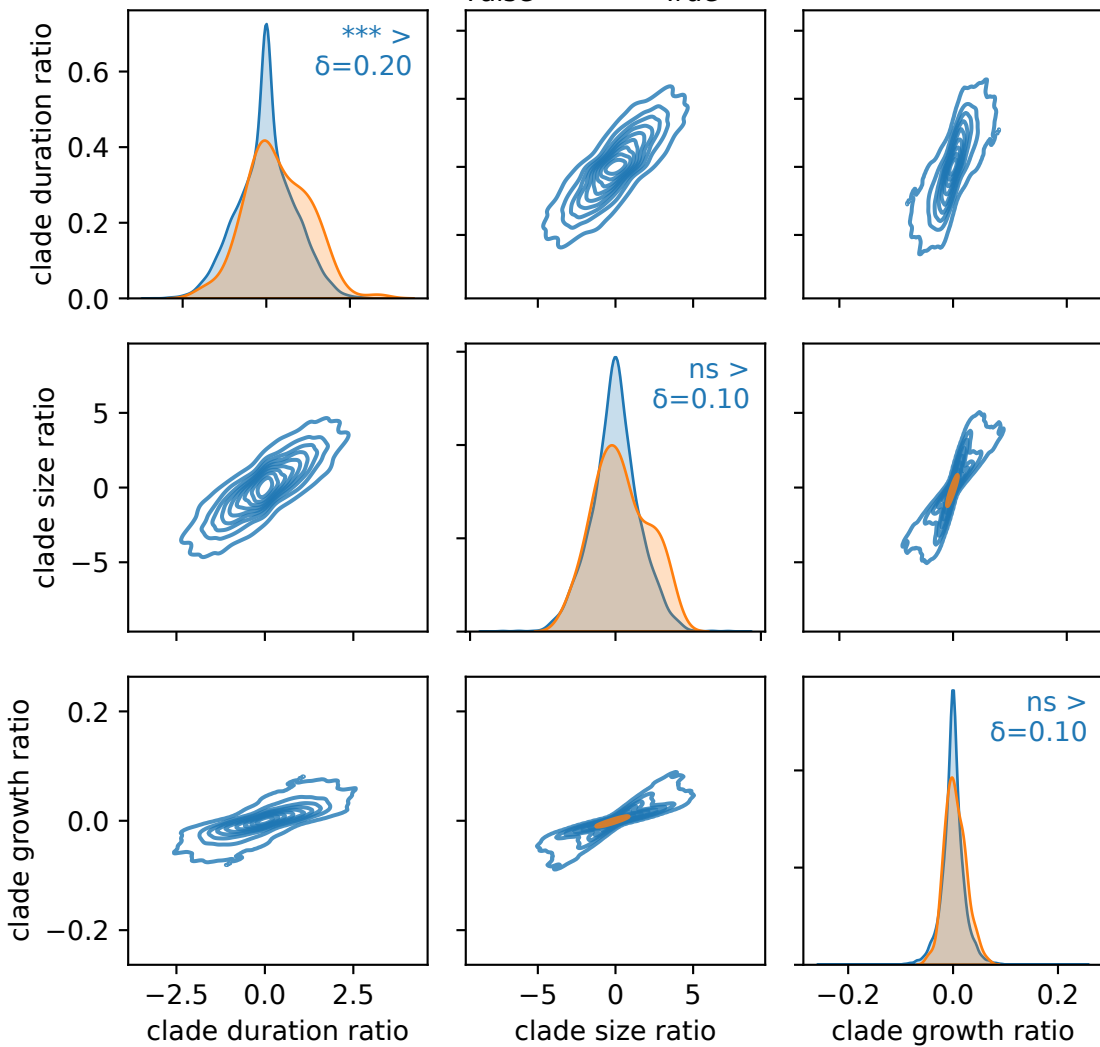 *** >
δ=0.20
clade duration ratio
0.6
0.4
0.2
0.0
ns >
δ=0.10
clade size ratio
5
0
−5
ns >
δ=0.10
clade growth ratio
0.2
0.0
−0.2
−2.5 0.0 2.5 −5 0 5 −0.2 0.0 0.2
clade duration ratio clade size ratio clade growth ratio